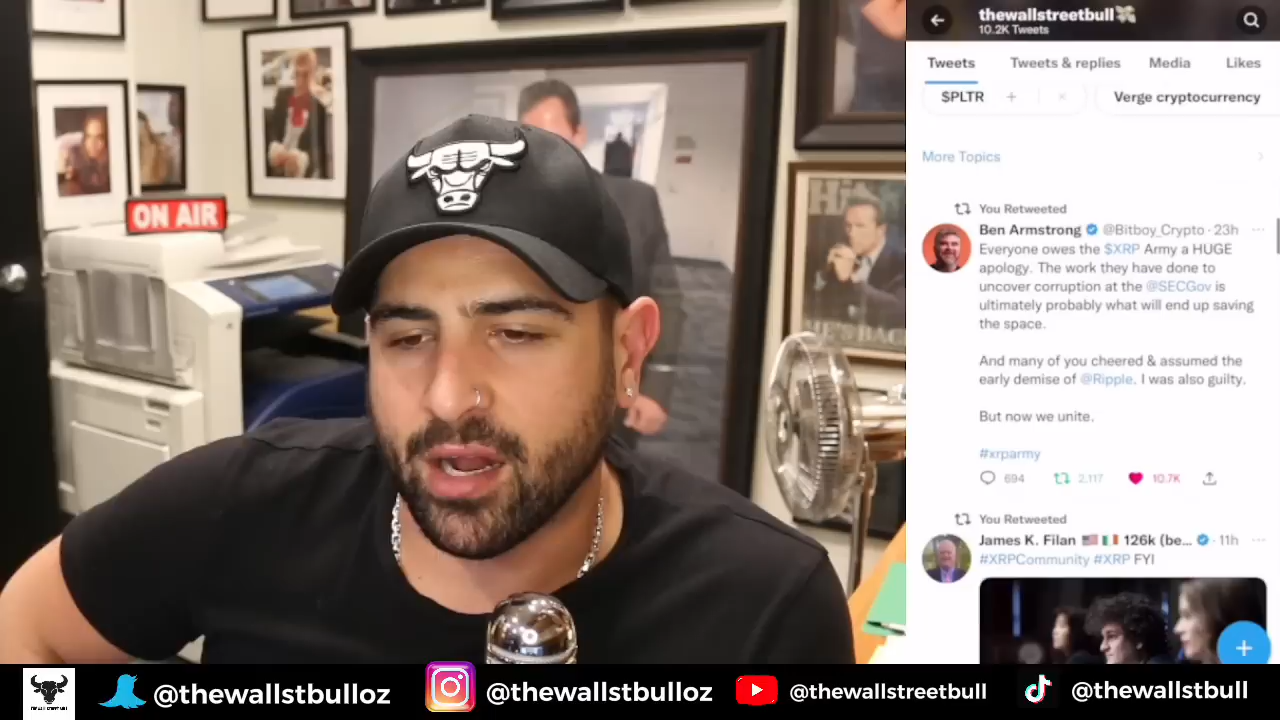 thewallstreetbull
10.2K Tweets
Tweets
Tweets & replies
Media
Likes
$PLTR
Verge cryptocurrency
More Topics
You Retweeted
Ben Armstrong @Bitboy_Crypto · 23h
Everyone owes the $XRP Army a HUGE
apology. The work they have done to
uncover corruption at the @SECGov is
ultimately probably what will end up saving
the space.
And many of you cheered & assumed the
early demise of @Ripple. I was also guilty.
But now we unite.
#xrparmy
694
2,117
10.7K
You Retweeted
James K. Filan 🇺🇸🇮🇪 126k (be... · 11h
#XRPCommunity #XRP FYI
ON AIR
HE'S BACK
@thewallstbulloz
@thewallstbulloz
@thewallstreetbull
@thewallstbull